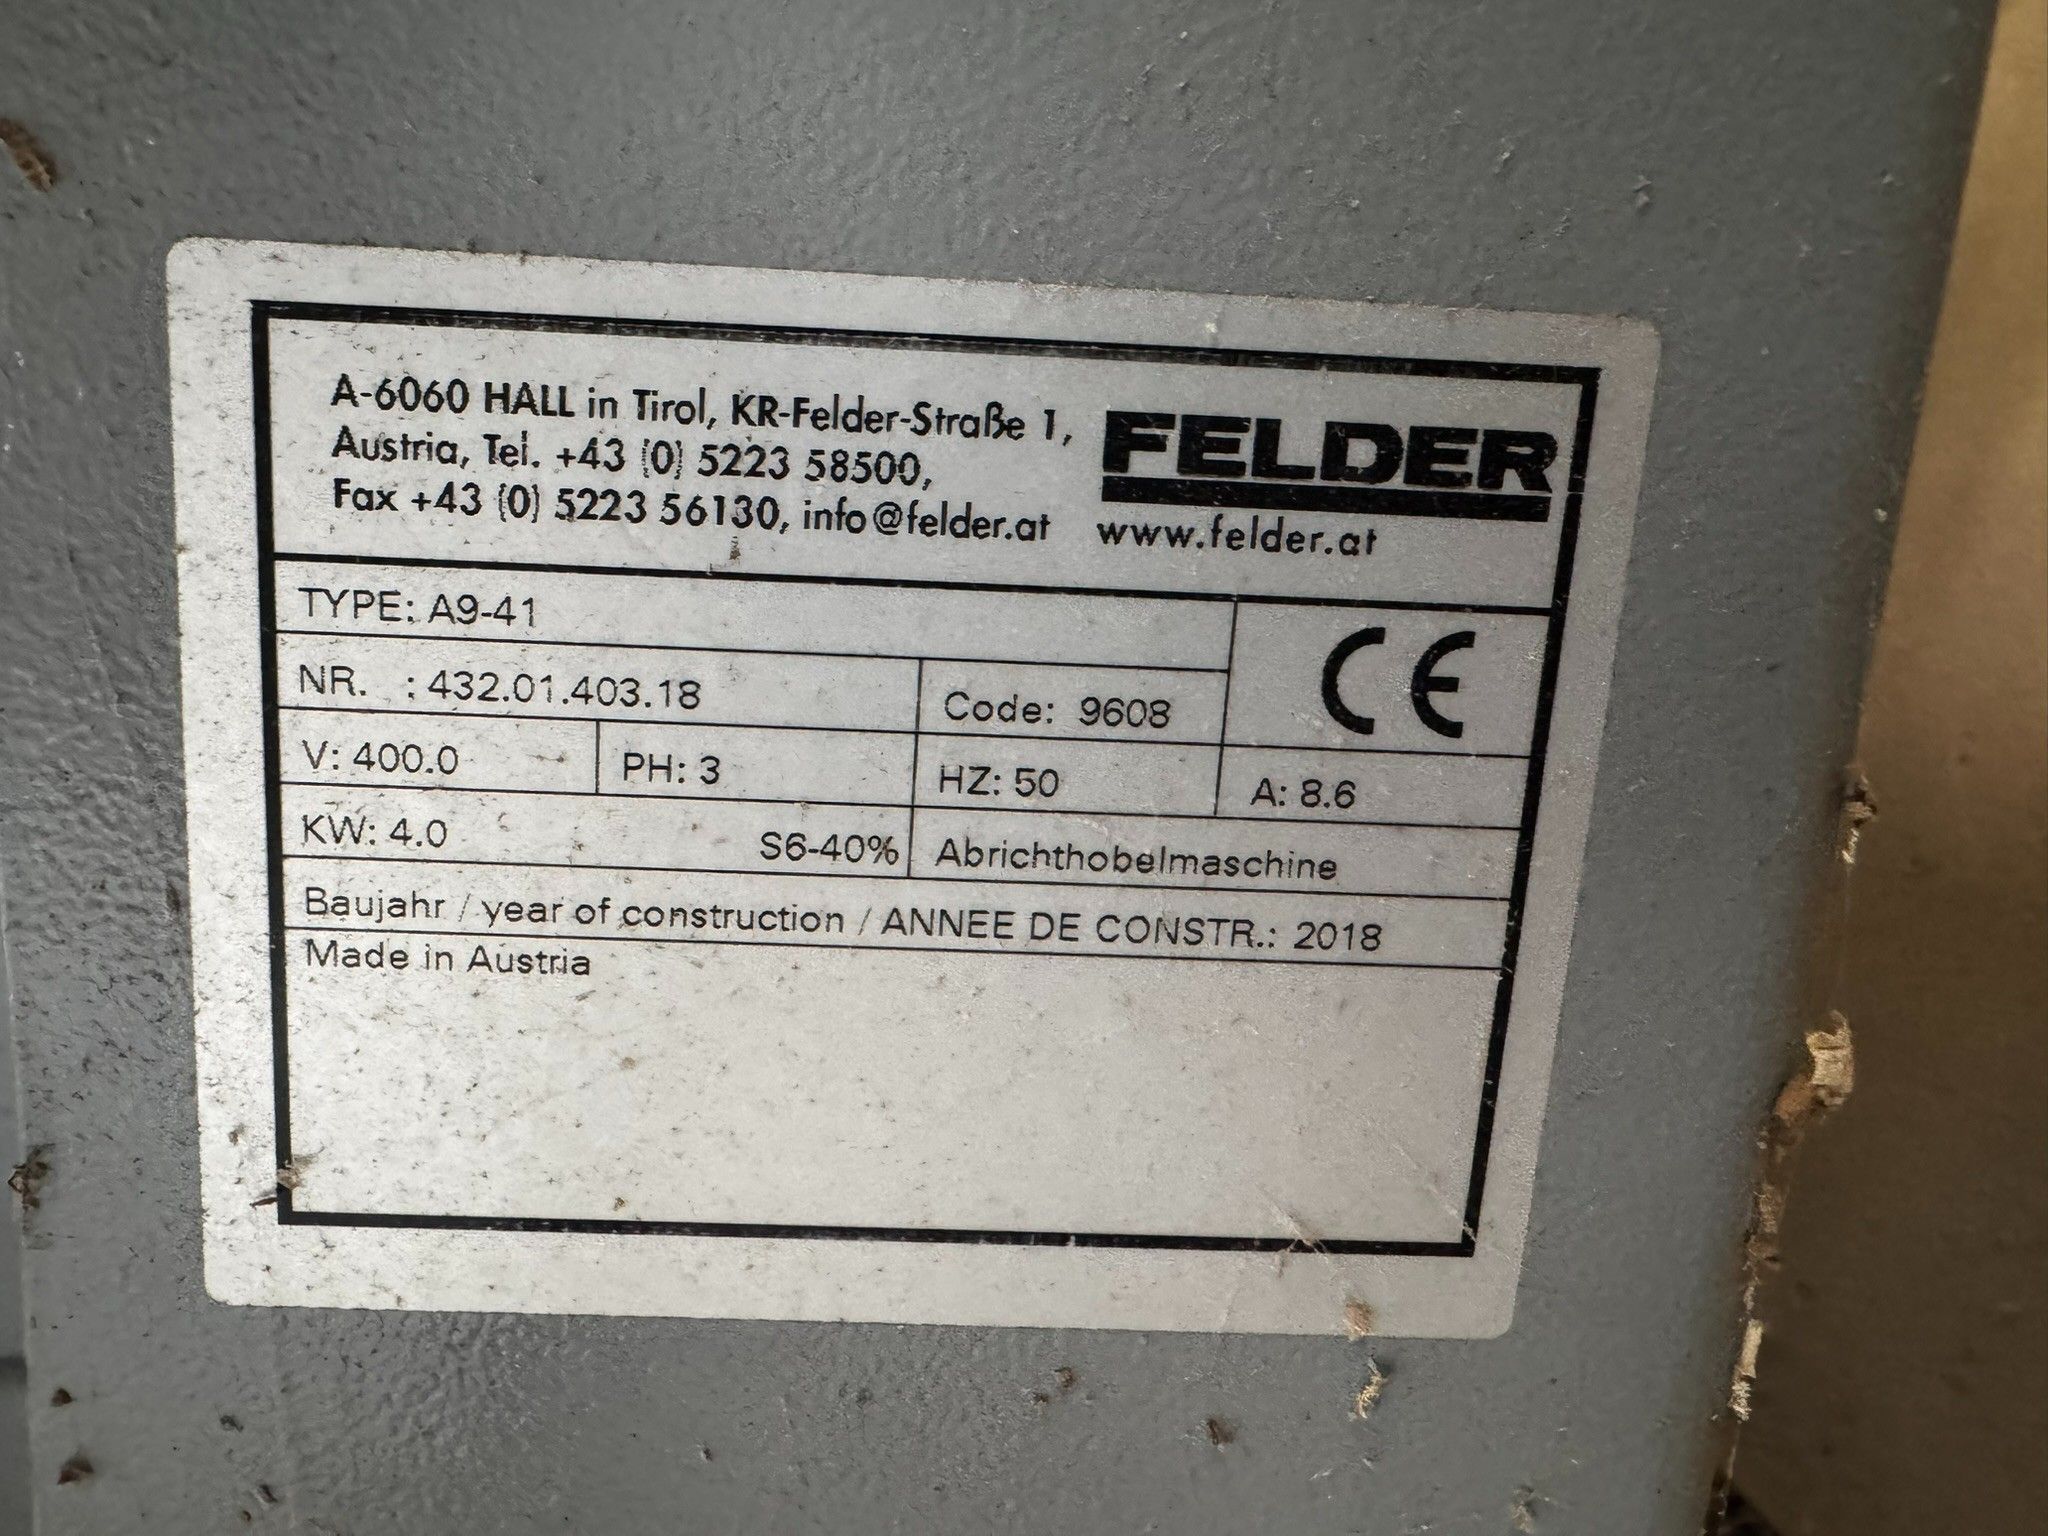 A-6060 HALL in Tirol, KR-Felder-Straße 1,
Austria, Tel. +43 (0) 5223 58500,
Fax +43 (0) 5223 56130, info@felder.at
FELDER
www.felder.at
TYPE: A9-41
CE
NR. : 432.01.403.18 Code: 9608
V: 400.0 PH: 3 HZ: 50 A: 8.6
KW: 4.0 S6-40% Abrichthobelmaschine
Baujahr / year of construction / ANNEE DE CONSTR.: 2018
Made in Austria